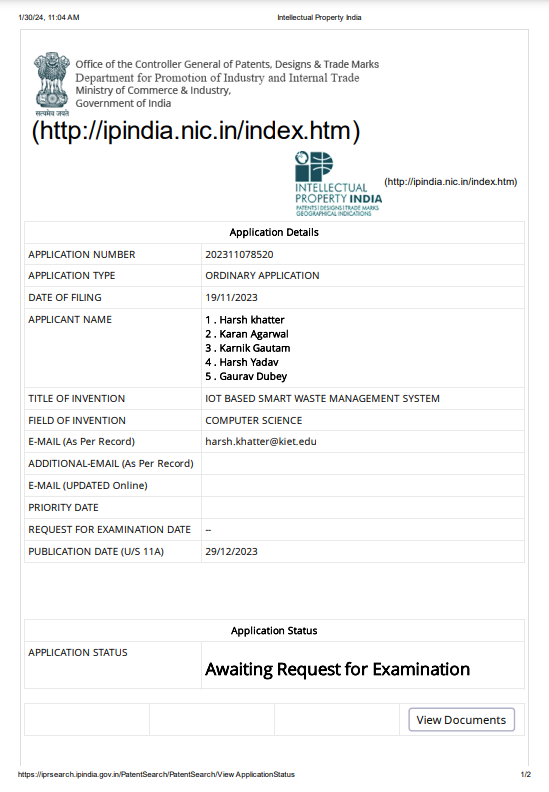 1/30/24, 11:04 AM Intellectual Property India
Office of the Controller General of Patents, Designs & Trade Marks
Department for Promotion of Industry and Internal Trade
Ministry of Commerce & Industry,
Government of India
सत्यमेव जयते
(http://ipindia.nic.in/index.htm)
INTELLECTUAL
PROPERTY INDIA
PATENTS | DESIGNS | TRADE MARKS
GEOGRAPHICAL INDICATIONS
(http://ipindia.nic.in/index.htm)
Application Details
APPLICATION NUMBER 202311078520
APPLICATION TYPE ORDINARY APPLICATION
DATE OF FILING 19/11/2023
APPLICANT NAME 1 . Harsh khatter
2 . Karan Agarwal
3 . Karnik Gautam
4 . Harsh Yadav
5 . Gaurav Dubey
TITLE OF INVENTION IOT BASED SMART WASTE MANAGEMENT SYSTEM
FIELD OF INVENTION COMPUTER SCIENCE
E-MAIL (As Per Record) harsh.khatter@kiet.edu
ADDITIONAL-EMAIL (As Per Record)
E-MAIL (UPDATED Online)
PRIORITY DATE
REQUEST FOR EXAMINATION DATE --
PUBLICATION DATE (U/S 11A) 29/12/2023
Application Status
APPLICATION STATUS Awaiting Request for Examination
View Documents
https://iprsearch.ipindia.gov.in/PatentSearch/PatentSearch/View ApplicationStatus 1/2